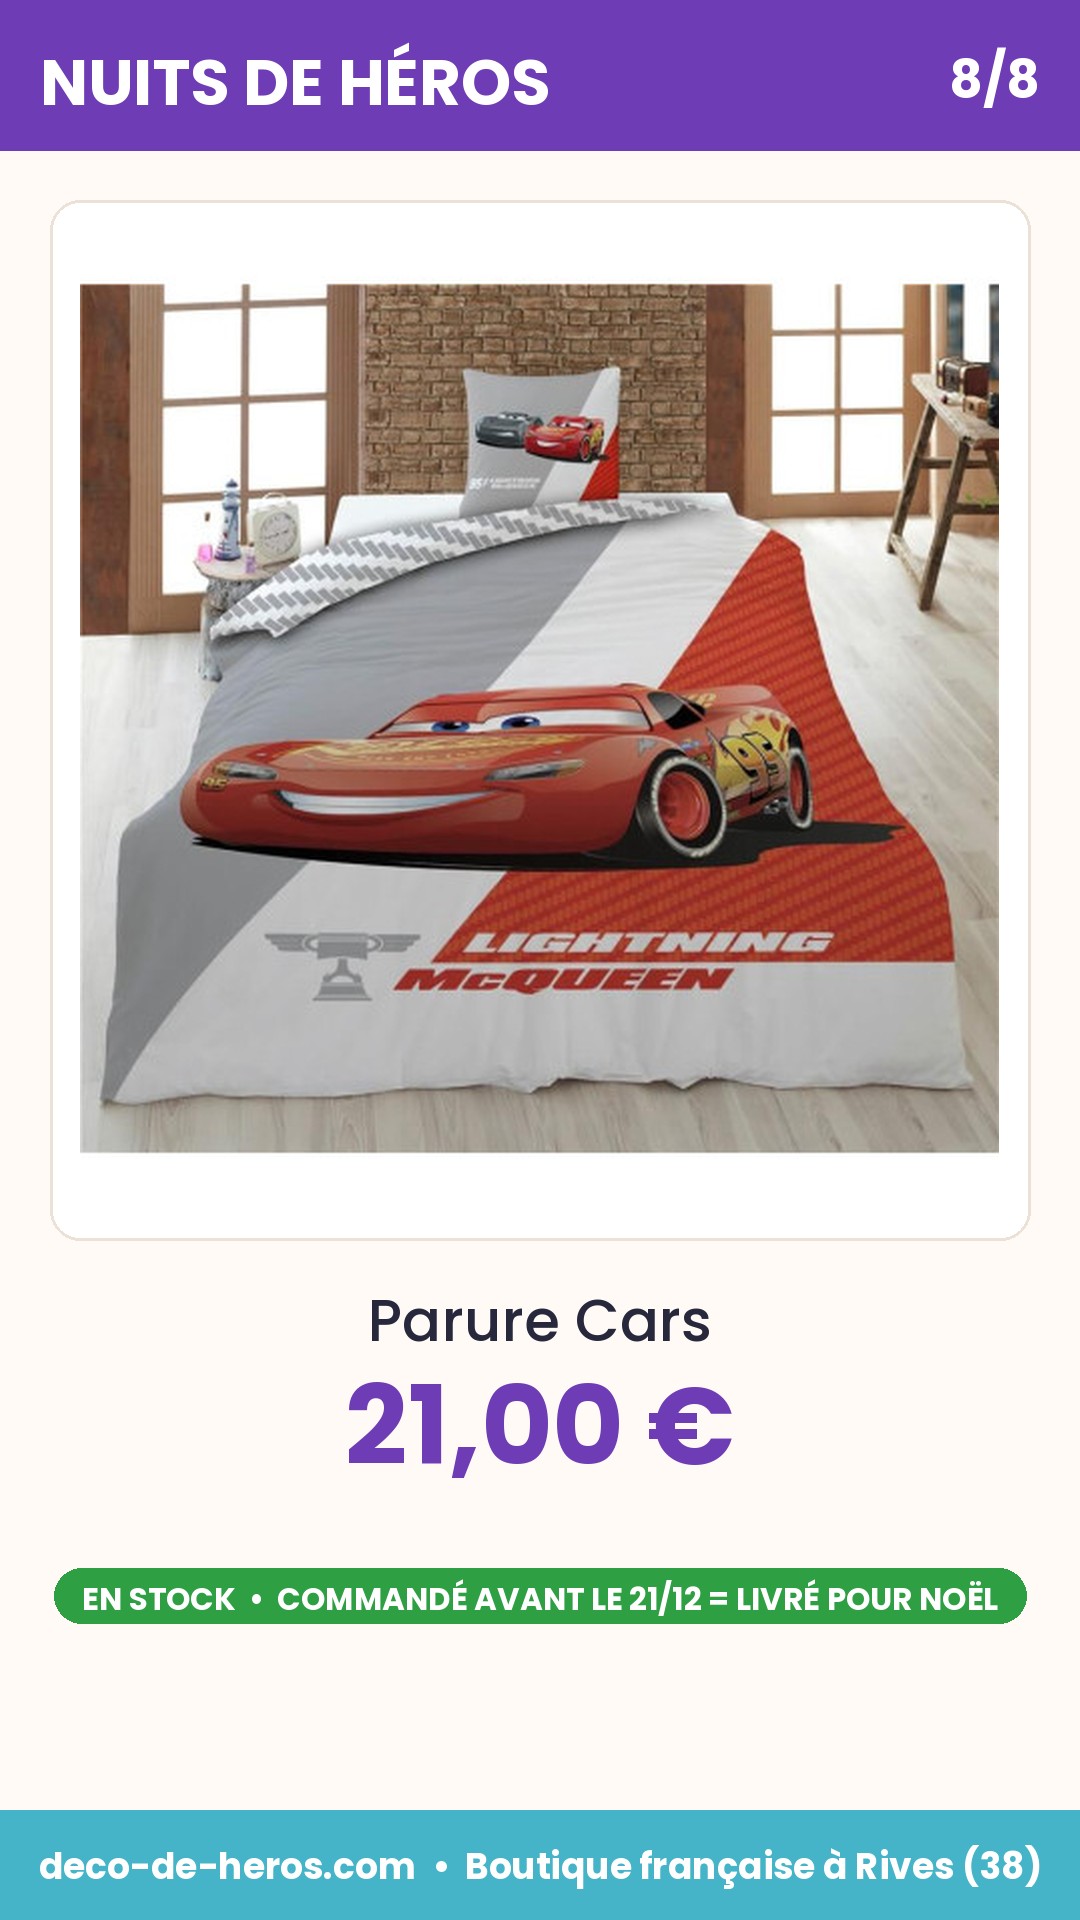 NUITS DE HÉROS
8/8
95
LIGHTNING
McQUEEN
Parure Cars
21,00 €
EN STOCK • COMMANDÉ AVANT LE 21/12 = LIVRÉ POUR NOËL
deco-de-heros.com • Boutique française à Rives (38)